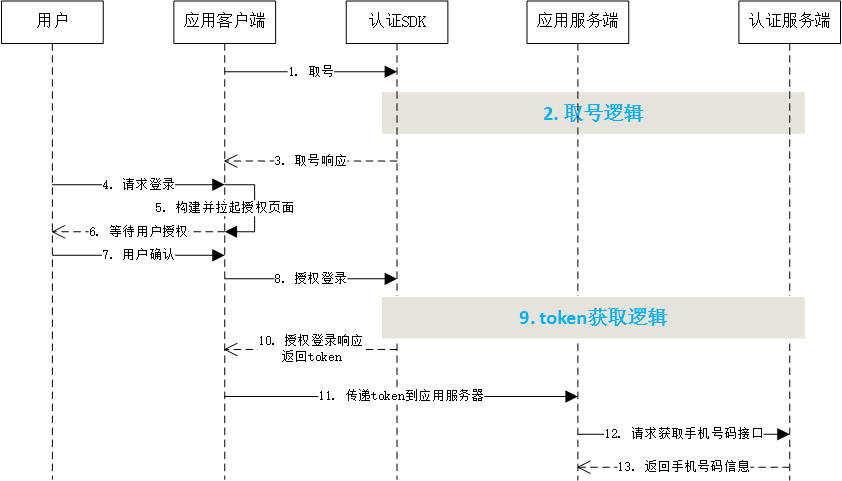 用户
应用客户端
认证SDK
应用服务端
认证服务端
1. 取号
2. 取号逻辑
3. 取号响应
4. 请求登录
5. 构建并拉起授权页面
6. 等待用户授权
7. 用户确认
8. 授权登录
9. token获取逻辑
10. 授权登录响应
返回token
11. 传递token到应用服务器
12. 请求获取手机号码接口
13. 返回手机号码信息